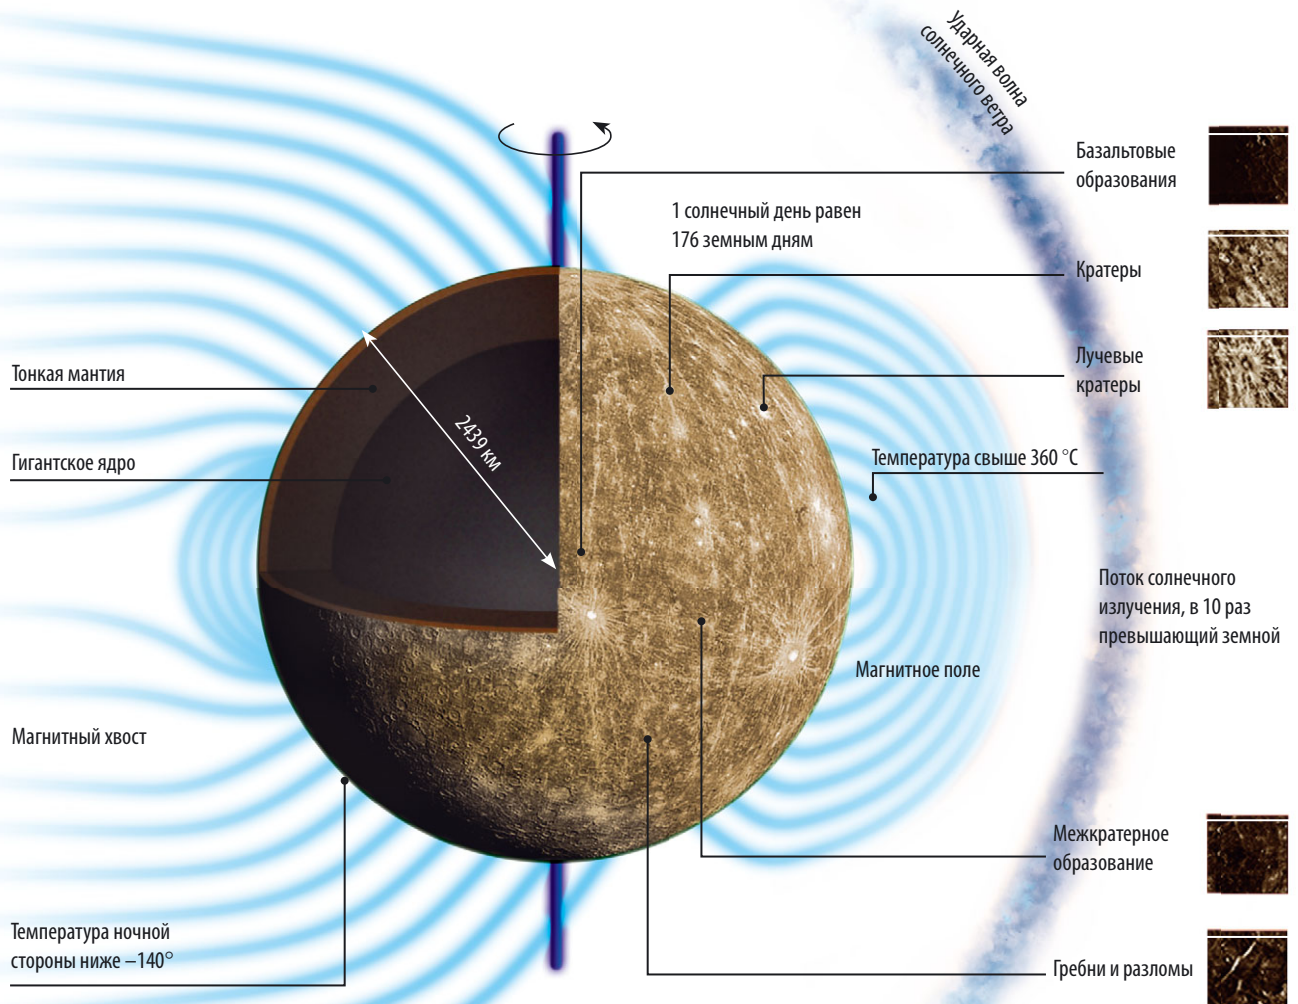 Ударная волна
солнечного ветра
Базальтовые
образования
1 солнечный день равен
176 земным дням
Кратеры
Лучевые
кратеры
Тонкая мантия
2439 км
Гигантское ядро
Температура свыше 360 °C
Поток солнечного
излучения, в 10 раз
превышающий земной
Магнитное поле
Магнитный хвост
Межкратерное
образование
Температура ночной
стороны ниже –140°
Гребни и разломы